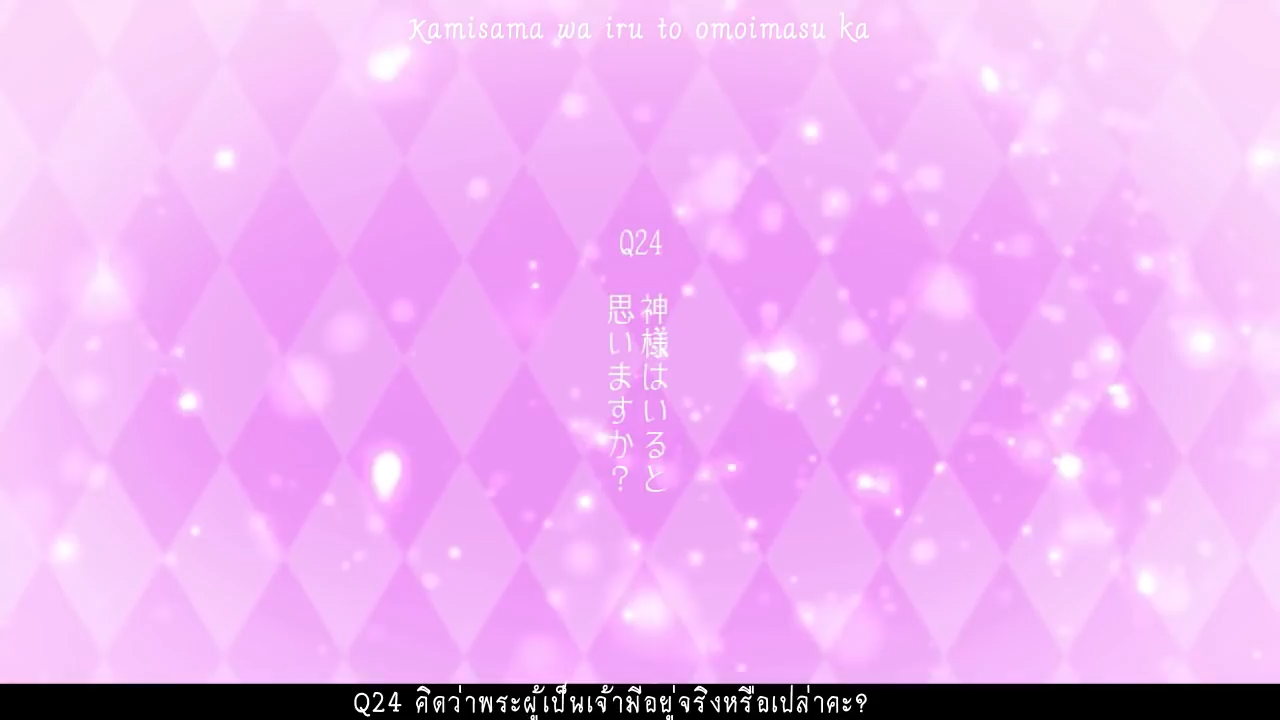 Kamisama wa iru to omoimasu ka
Q24
神様はいると
思いますか?
Q24 คิดว่าพระผู้เป็นเจ้ามีอยู่จริงหรือเปล่าคะ?